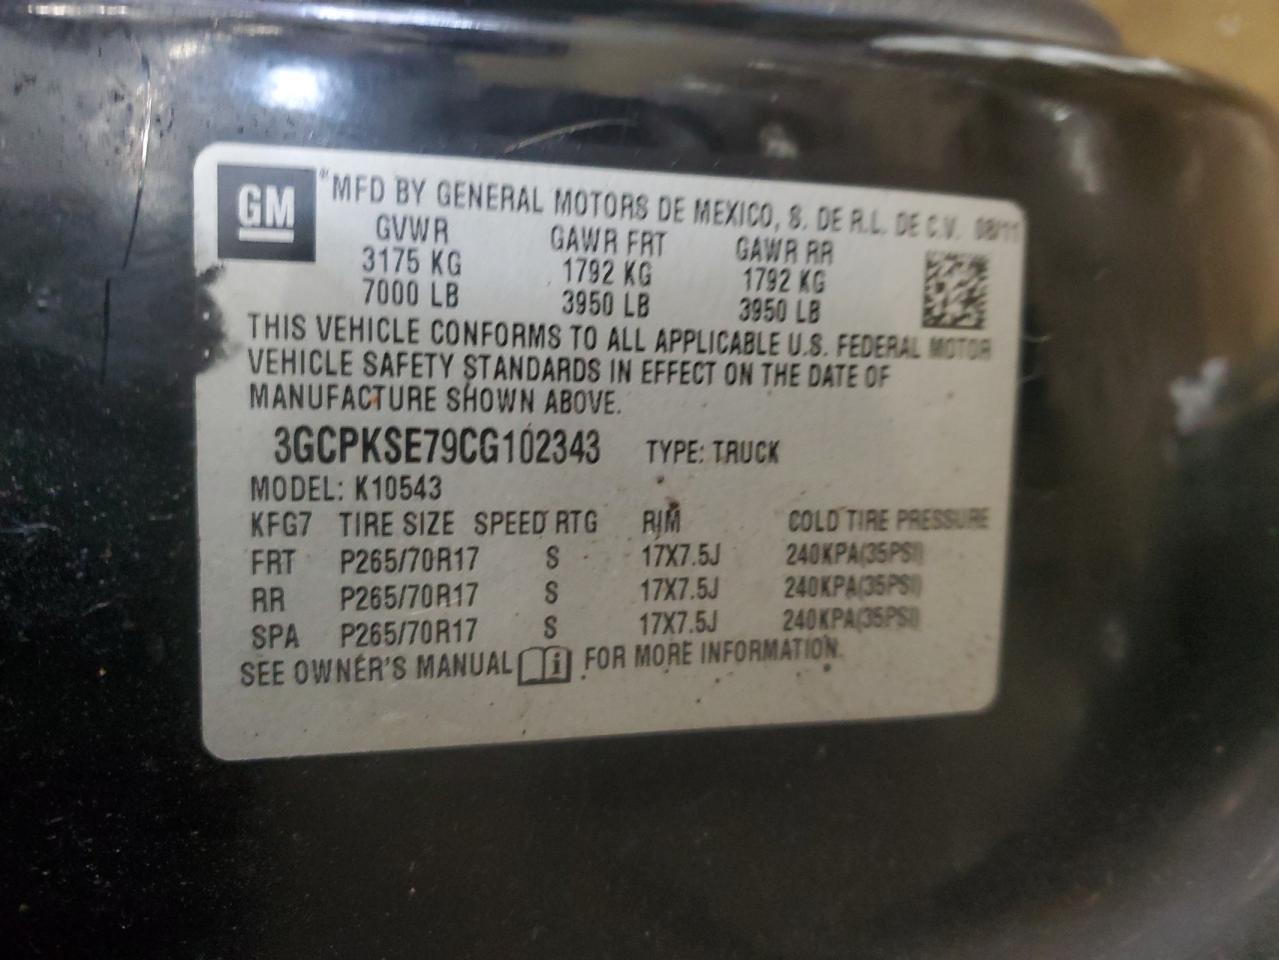 GM
*MFD BY GENERAL MOTORS DE MEXICO, S. DE R.L. DE C.V. 08/11
GVWR GAWR FRT GAWR RR
3175 KG 1792 KG 1792 KG
7000 LB 3950 LB 3950 LB
THIS VEHICLE CONFORMS TO ALL APPLICABLE U.S. FEDERAL MOTOR
VEHICLE SAFETY STANDARDS IN EFFECT ON THE DATE OF
MANUFACTURE SHOWN ABOVE.
3GCPKSE79CG102343 TYPE: TRUCK
MODEL: K10543
KFG7 TIRE SIZE SPEED RTG RIM COLD TIRE PRESSURE
FRT P265/70R17 S 17X7.5J 240KPA(35PSI)
RR P265/70R17 S 17X7.5J 240KPA(35PSI)
SPA P265/70R17 S 17X7.5J 240KPA(35PSI)
SEE OWNER'S MANUAL i FOR MORE INFORMATION.